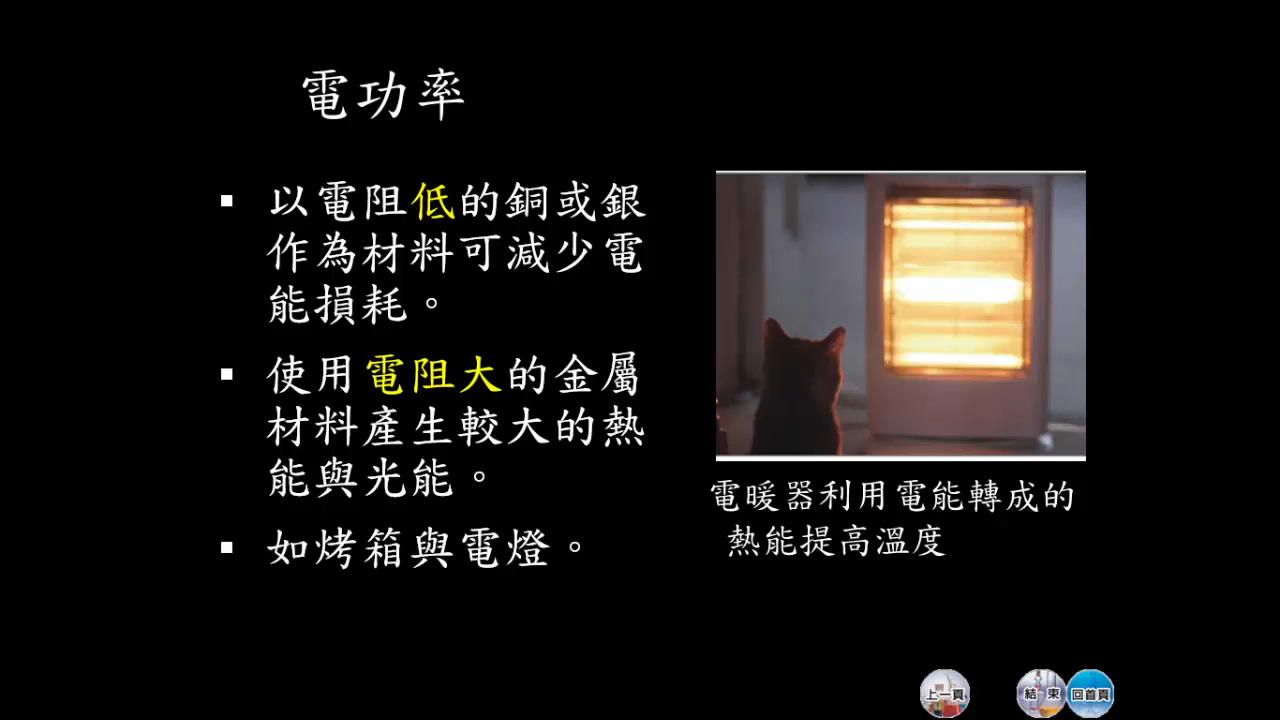 電功率
▪ 以電阻低的銅或銀
作為材料可減少電
能損耗。
▪ 使用電阻大的金屬
材料產生較大的熱
能與光能。
▪ 如烤箱與電燈。
電暖器利用電能轉成的
熱能提高溫度
上一頁
結束
回首頁